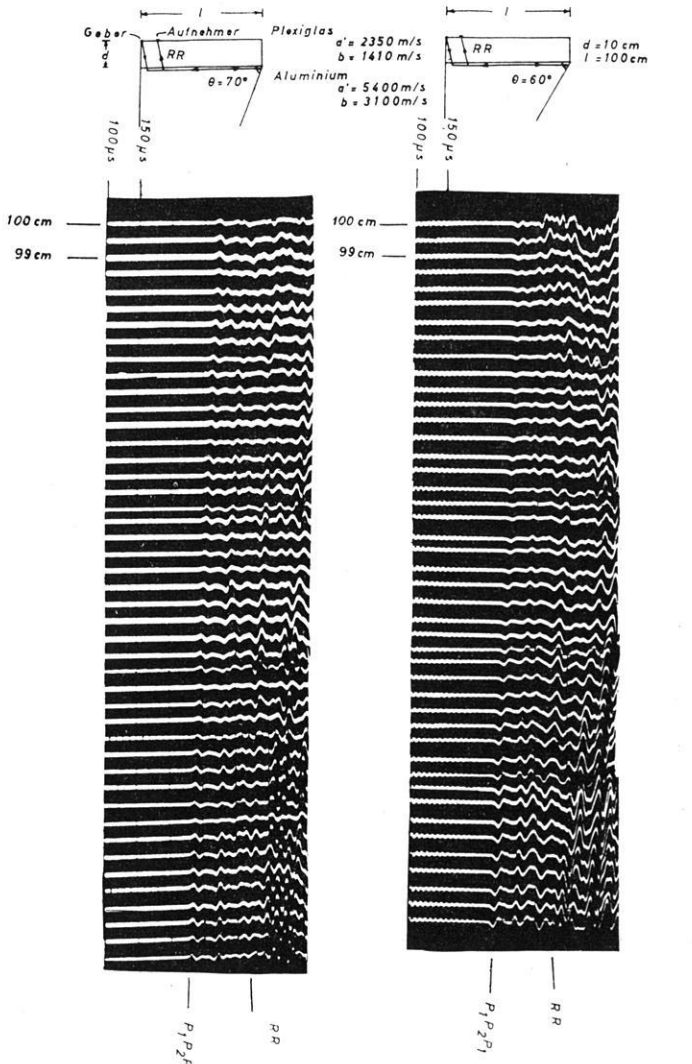 l
Geber
Aufnehmer
Plexiglas
d
RR
a' = 2350 m/s
b = 1410 m/s
Aluminium
θ = 70°
a' = 5400 m/s
b = 3100 m/s
l
RR
d = 10 cm
l = 100 cm
θ = 60°
100 µs
150 µs
100 µs
150 µs
100 cm
99 cm
100 cm
99 cm
P₁P₂P
RR
P₁P₂P₁
RR